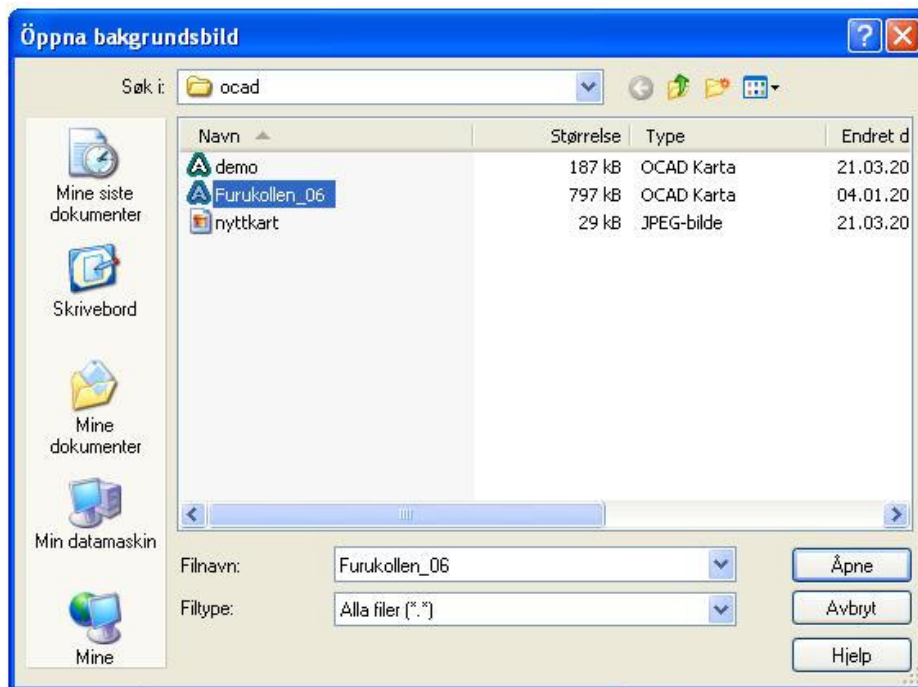 Öppna bakgrundsbild
Søk i: ocad
Navn Størrelse Type Endret d
demo 187 kB OCAD Karta 21.03.20
Furukollen_06 797 kB OCAD Karta 04.01.20
nyttkart 29 kB JPEG-bilde 21.03.20
Mine siste
dokumenter
Skrivebord
Mine
dokumenter
Min datamaskin
Mine
Filnavn: Furukollen_06 Åpne
Filtype: Alla filer (*.*) Avbryt
Hjelp